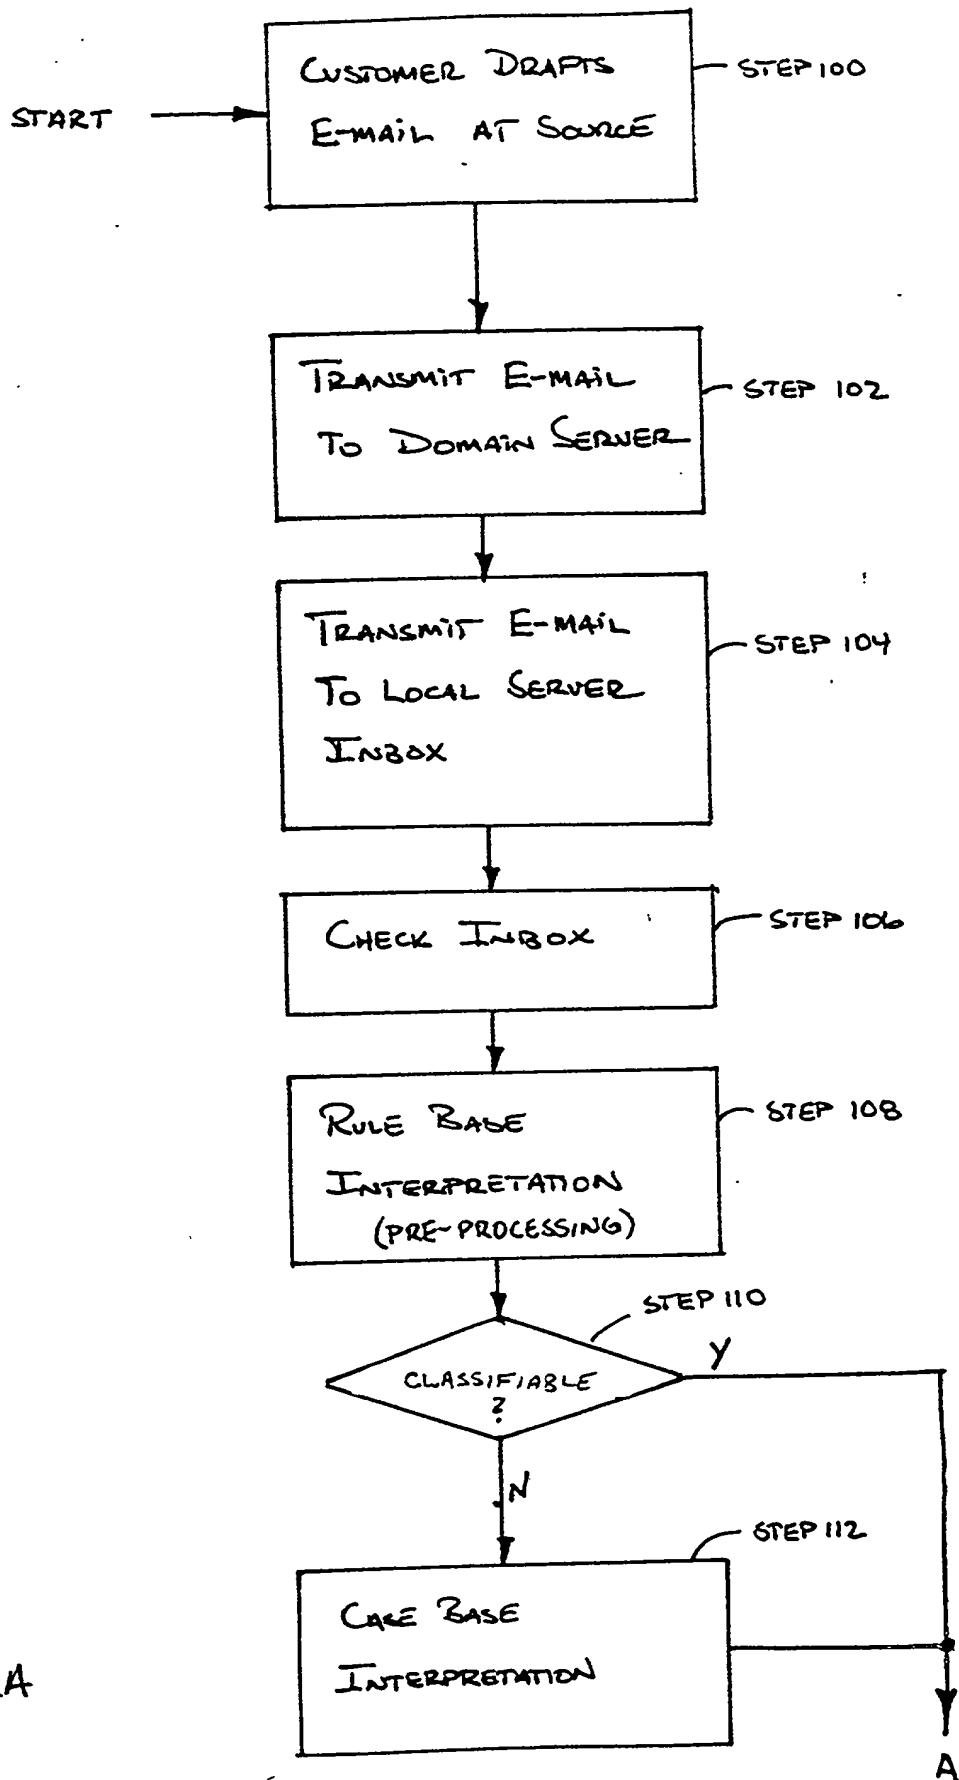 CUSTOMER DRAFTS
E-MAIL AT SOURCE
STEP 100
START
TRANSMIT E-MAIL
TO DOMAIN SERVER
STEP 102
TRANSMIT E-MAIL
TO LOCAL SERVER
INBOX
STEP 104
CHECK INBOX
STEP 106
RULE BASE
INTERPRETATION
(PRE-PROCESSING)
STEP 108
STEP 110
CLASSIFIABLE
?
Y
N
STEP 112
CASE BASE
INTERPRETATION
A
A